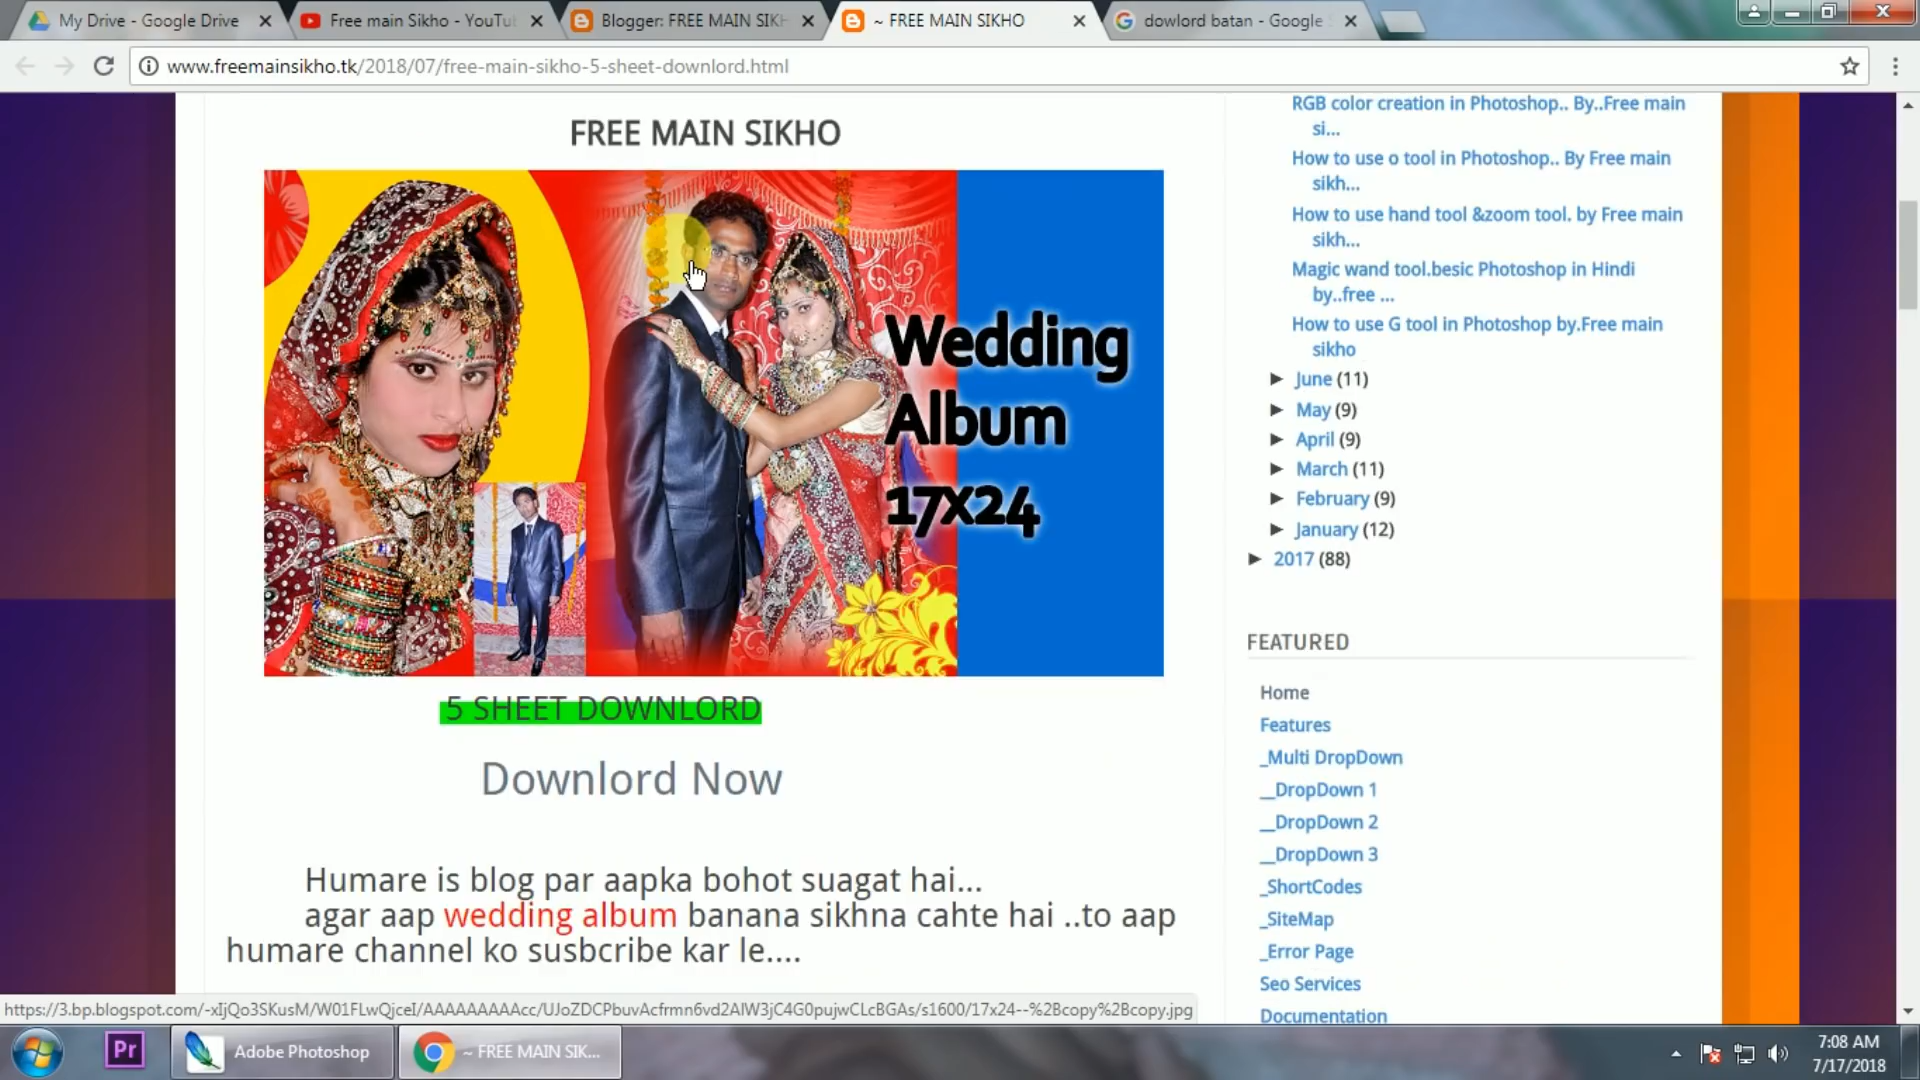 My Drive - Google Drive
Free main Sikho - YouTu
Blogger: FREE MAIN SIKH
~ FREE MAIN SIKHO
dowlord batan - Google
www.freemainsikho.tk/2018/07/free-main-sikho-5-sheet-downlord.html
FREE MAIN SIKHO
Wedding
Album
17x24
5 SHEET DOWNLORD
Downlord Now
Humare is blog par aapka bohot suagat hai...
agar aap wedding album banana sikhna cahte hai ..to aap
humare channel ko susbcribe kar le....
RGB color creation in Photoshop.. By..Free main
si...
How to use o tool in Photoshop.. By Free main
sikh...
How to use hand tool &zoom tool. by Free main
sikh...
Magic wand tool.besic Photoshop in Hindi
by..free ...
How to use G tool in Photoshop by.Free main
sikho
► June (11)
► May (9)
► April (9)
► March (11)
► February (9)
► January (12)
► 2017 (88)
FEATURED
Home
Features
_Multi DropDown
__DropDown 1
__DropDown 2
__DropDown 3
_ShortCodes
_SiteMap
_Error Page
Seo Services
Documentation
https://3.bp.blogspot.com/-xIjQo3SKusM/W01FLwQjceI/AAAAAAAAAcc/UJoZDCPbuvAcfrmn6vd2AlW3jC4G0pujwCLcBGAs/s1600/17x24--%2Bcopy%2Bcopy.jpg
Pr
Adobe Photoshop
~ FREE MAIN SIK...
7:08 AM
7/17/2018